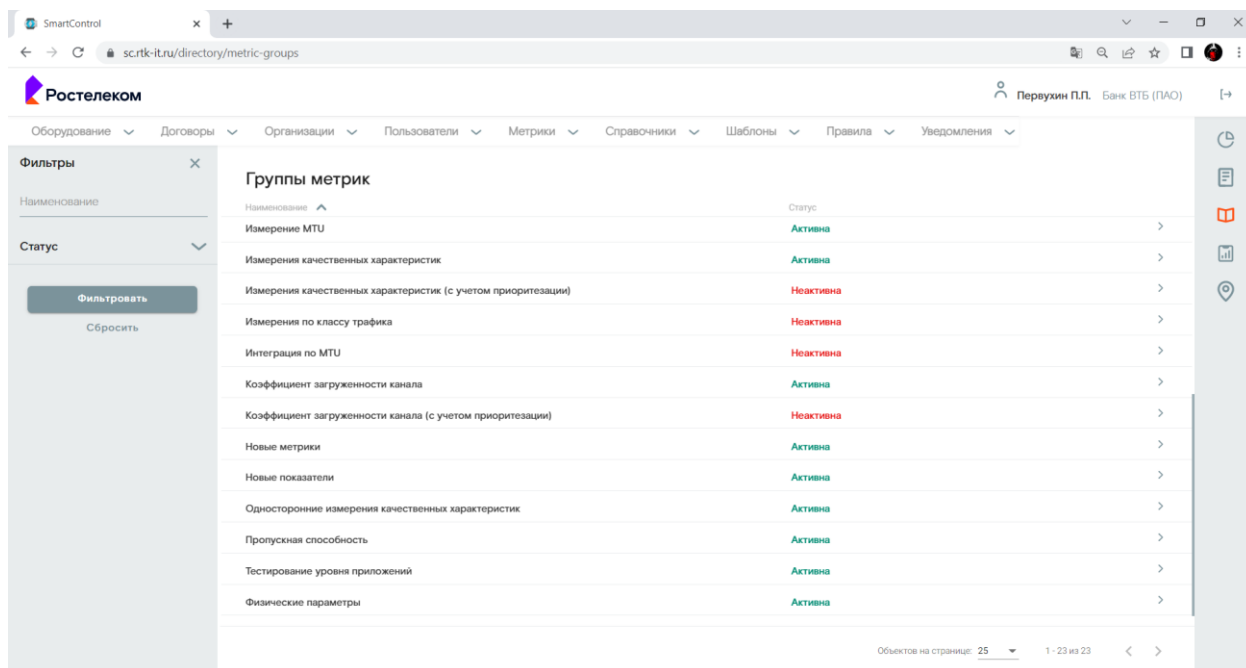 SmartControl
sc.rtk-it.ru/directory/metric-groups
Ростелеком
Первухин П.П. Банк ВТБ (ПАО)
Оборудование Договоры Организации Пользователи Метрики Справочники Шаблоны Правила Уведомления
Фильтры
Наименование
Статус
Фильтровать
Сбросить
Группы метрик
Наименование Статус
Измерение MTU Активна
Измерения качественных характеристик Активна
Измерения качественных характеристик (с учетом приоритезации) Неактивна
Измерения по классу трафика Неактивна
Интеграция по MTU Неактивна
Коэффициент загруженности канала Активна
Коэффициент загруженности канала (с учетом приоритезации) Неактивна
Новые метрики Активна
Новые показатели Активна
Односторонние измерения качественных характеристик Активна
Пропускная способность Активна
Тестирование уровня приложений Активна
Физические параметры Активна
Объектов на странице: 25 1 - 23 из 23